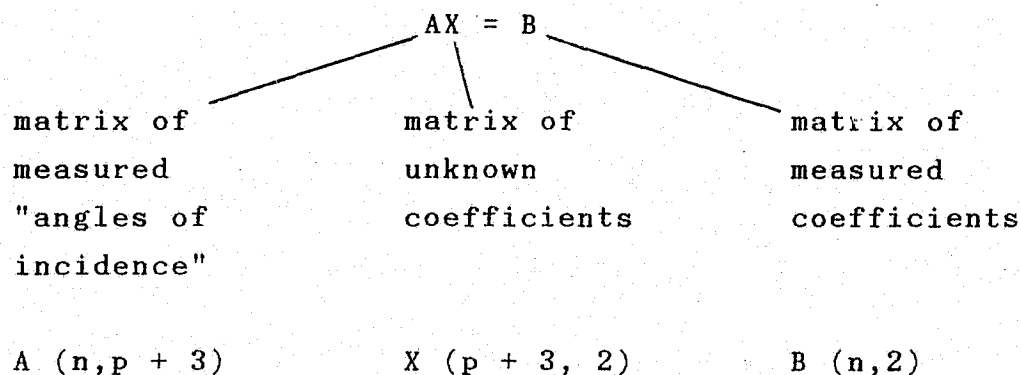 AX = B
matrix of
measured
"angles of
incidence"
A (n,p + 3)
matrix of
unknown
coefficients
X (p + 3, 2)
matrix of
measured
coefficients
B (n,2)